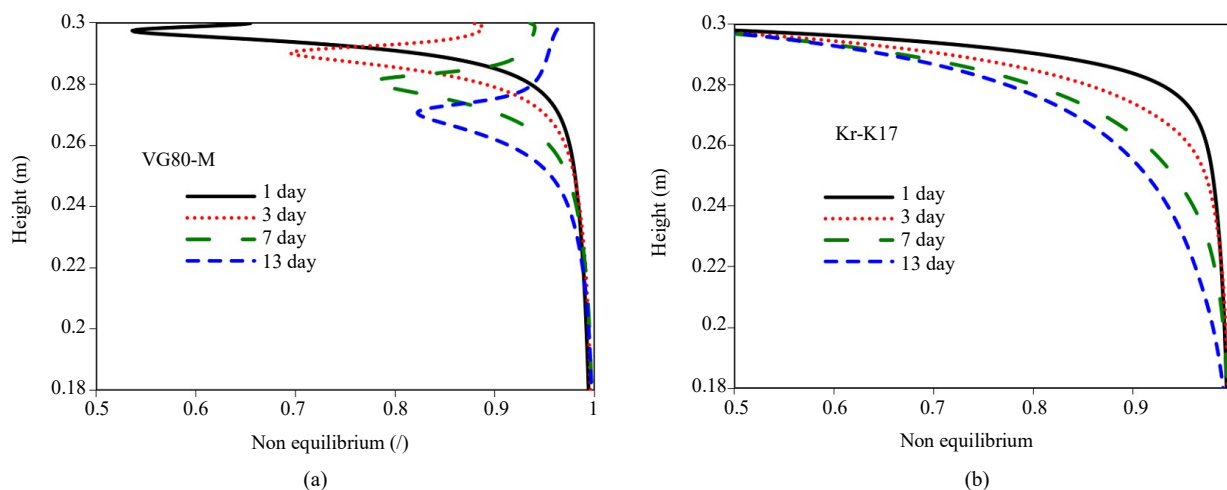 0.3
0.28
0.26
0.24
0.22
0.2
0.18
Height (m)
VG80-M
1 day
3 day
7 day
13 day
0.5
0.6
0.7
0.8
0.9
1
Non equilibrium (/)
(a)
0.3
0.28
0.26
0.24
0.22
0.2
0.18
Height (m)
Kr-K17
1 day
3 day
7 day
13 day
0.5
0.6
0.7
0.8
0.9
Non equilibrium
(b)